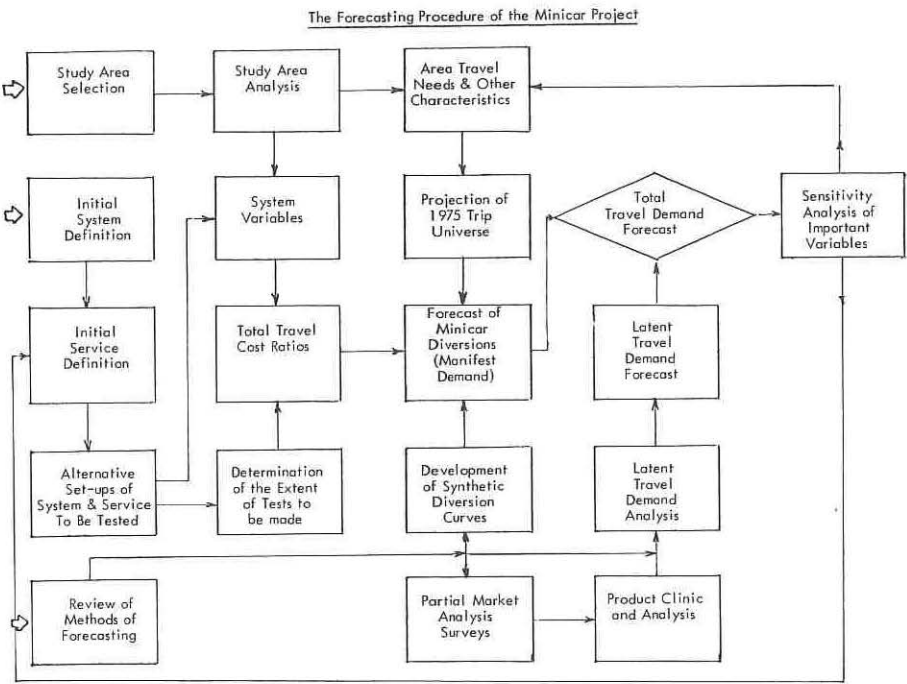 The Forecasting Procedure of the Minicar Project
Study Area
Selection
Study Area
Analysis
Area Travel
Needs & Other
Characteristics
Initial
System
Definition
System
Variables
Projection of
1975 Trip
Universe
Total
Travel Demand
Forecast
Sensitivity
Analysis of
Important
Variables
Initial
Service
Definition
Total Travel
Cost Ratios
Forecast of
Minicar
Diversions
(Manifest
Demand)
Latent
Travel
Demand
Forecast
Alternative
Set-ups of
System & Service
To Be Tested
Determination
of the Extent
of Tests to
be made
Development
of Synthetic
Diversion
Curves
Latent
Travel
Demand
Analysis
Review of
Methods of
Forecasting
Partial Market
Analysis
Surveys
Product Clinic
and Analysis